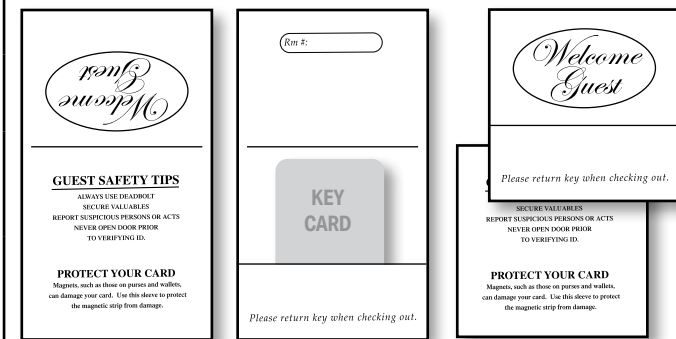 Welcome
Guest
GUEST SAFETY TIPS
ALWAYS USE DEADBOLT
SECURE VALUABLES
REPORT SUSPICIOUS PERSONS OR ACTS
NEVER OPEN DOOR PRIOR
TO VERIFYING ID.
PROTECT YOUR CARD
Magnets, such as those on purses and wallets,
can damage your card. Use this sleeve to protect
the magnetic strip from damage.
Rm #:
KEY
CARD
Please return key when checking out.
Welcome
Guest
Please return key when checking out.
SECURE VALUABLES
REPORT SUSPICIOUS PERSONS OR ACTS
NEVER OPEN DOOR PRIOR
TO VERIFYING ID.
PROTECT YOUR CARD
Magnets, such as those on purses and wallets,
can damage your card. Use this sleeve to protect
the magnetic strip from damage.